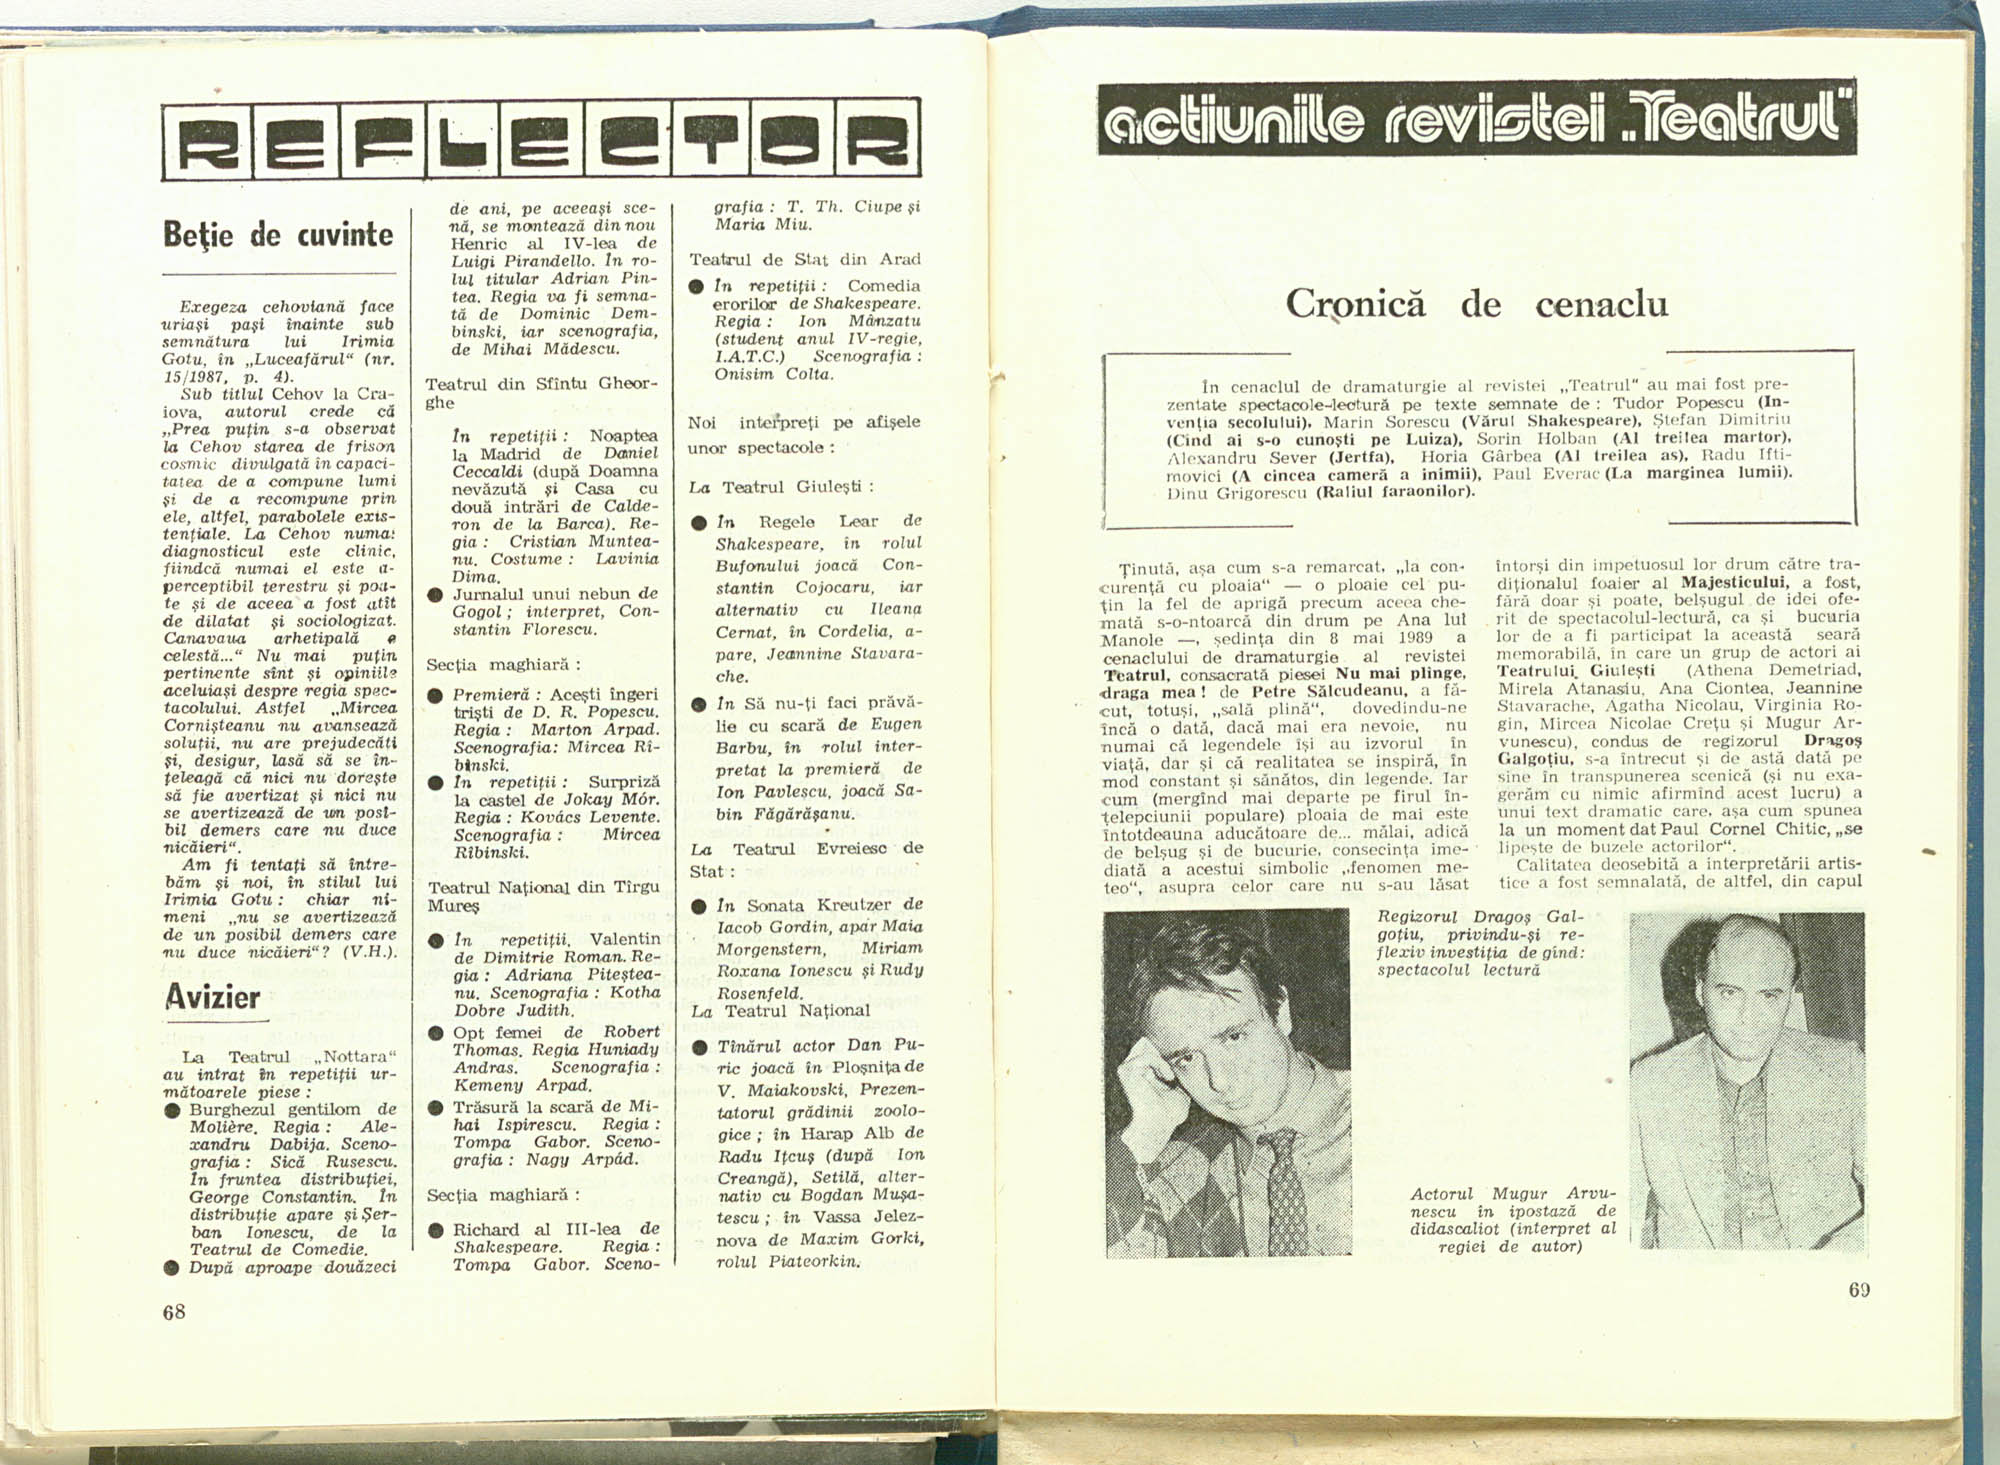 REFLECTOR
Beţie de cuvinte
Exegeza cehoviană face
uriaşi paşi înainte sub
semnătura lui Irimia
Gotu, în „Luceafărul“ (nr.
15/1987, p. 4).
Sub titlul Cehov la Cra-
iova, autorul crede că
„Prea puţin s-a observat
la Cehov starea de frison
cosmic divulgată în capaci-
tatea de a compune lumi
şi de a recompune prin
ele, altfel, parabolele exis-
tenţiale. La Cehov numai
diagnosticul este clinic,
fiindcă numai el este a-
perceptibil terestru şi poa-
te şi de aceea a fost atît
de dilatat şi sociologizat.
Canavaua arhetipală e
celestă...“ Nu mai puţin
pertinente sînt şi opiniile
aceluiaşi despre regia spec-
tacolului. Astfel „Mircea
Cornişteanu nu avansează
soluţii, nu are prejudecăţi
şi, desigur, lasă să se în-
ţeleagă că nici nu doreşte
să fie avertizat şi nici nu
se avertizează de un posi-
bil demers care nu duce
nicăieri“.
Am fi tentaţi să între-
băm şi noi, în stilul lui
Irimia Gotu : chiar ni-
meni „nu se avertizează
de un posibil demers care
nu duce nicăieri“? (V.H.).
Avizier
La Teatrul „Nottara“
au intrat în repetiţii ur-
mătoarele piese :
● Burghezul gentilom de
Molière. Regia : Ale-
xandru Dabija. Sceno-
grafia : Sică Rusescu.
În fruntea distribuţiei,
George Constantin. În
distribuţie apare şi Şer-
ban Ionescu, de la
Teatrul de Comedie.
● După aproape douăzeci
de ani, pe aceeaşi sce-
nă, se montează din nou
Henric al IV-lea de
Luigi Pirandello. În ro-
lul titular Adrian Pin-
tea. Regia va fi semna-
tă de Dominic Dem-
binski, iar scenografia,
de Mihai Mădescu.
Teatrul din Sfîntu Gheor-
ghe
În repetiţii : Noaptea
la Madrid de Daniel
Ceccaldi (după Doamna
nevăzută şi Casa cu
două intrări de Calde-
ron de la Barca). Re-
gia : Cristian Muntea-
nu. Costume : Lavinia
Dima.
● Jurnalul unui nebun de
Gogol ; interpret, Con-
stantin Florescu.
Secţia maghiară :
● Premieră : Aceşti îngeri
trişti de D. R. Popescu.
Regia : Marton Arpad.
Scenografia: Mircea Rî-
binski.
● În repetiţii : Surpriză
la castel de Jokay Mór.
Regia : Kovács Levente.
Scenografia : Mircea
Rîbinski.
Teatrul Naţional din Tîrgu
Mureş
● În repetiţii, Valentin
de Dimitrie Roman. Re-
gia : Adriana Piteştea-
nu. Scenografia : Kotha
Dobre Judith.
● Opt femei de Robert
Thomas. Regia Huniady
Andras. Scenografia :
Kemeny Arpad.
● Trăsură la scară de Mi-
hai Ispirescu. Regia :
Tompa Gabor. Sceno-
grafia : Nagy Arpád.
Secţia maghiară :
● Richard al III-lea de
Shakespeare. Regia :
Tompa Gabor. Sceno-
grafia : T. Th. Ciupe şi
Maria Miu.
Teatrul de Stat din Arad
● În repetiţii : Comedia
erorilor de Shakespeare.
Regia : Ion Mânzatu
(student anul IV-regie,
I.A.T.C.) Scenografia :
Onisim Colta.
Noi interpreţi pe afişele
unor spectacole :
La Teatrul Giuleşti :
● În Regele Lear de
Shakespeare, în rolul
Bufonului joacă Con-
stantin Cojocaru, iar
alternativ cu Ileana
Cernat, în Cordelia, a-
pare, Jeannine Stavara-
che.
● În Să nu-ţi faci prăvă-
lie cu scară de Eugen
Barbu, în rolul inter-
pretat la premieră de
Ion Pavlescu, joacă Sa-
bin Făgărăşanu.
La Teatrul Evreiesc de
Stat :
● În Sonata Kreutzer de
Iacob Gordin, apar Maia
Morgenstern, Miriam
Roxana Ionescu şi Rudy
Rosenfeld.
La Teatrul Naţional
● Tînărul actor Dan Pu-
ric joacă în Ploşniţa de
V. Maiakovski, Prezen-
tatorul grădinii zoolo-
gice ; în Harap Alb de
Radu Iţcuş (după Ion
Creangă), Setilă, alter-
nativ cu Bogdan Muşa-
tescu ; în Vassa Jelez-
nova de Maxim Gorki,
rolul Piateorkin.
68
acţiunile revistei „Teatrul“
Cronică de cenaclu
În cenaclul de dramaturgie al revistei „Teatrul“ au mai fost pre-
zentate spectacole-lectură pe texte semnate de : Tudor Popescu (In-
venţia secolului), Marin Sorescu (Vărul Shakespeare), Ştefan Dimitriu
(Cînd ai s-o cunoşti pe Luiza), Sorin Holban (Al treilea martor),
Alexandru Sever (Jertfa), Horia Gârbea (Al treilea as), Radu Ifti-
movici (A cincea cameră a inimii), Paul Everac (La marginea lumii).
Dinu Grigorescu (Raliul faraonilor).
Ţinută, aşa cum s-a remarcat, „la con-
curenţă cu ploaia“ — o ploaie cel pu-
ţin la fel de aprigă precum aceea che-
mată s-o-ntoarcă din drum pe Ana lui
Manole —, şedinţa din 8 mai 1989 a
cenaclului de dramaturgie al revistei
Teatrul, consacrată piesei Nu mai plînge,
draga mea ! de Petre Sălcudeanu, a fă-
cut, totuşi, „sală plină“, dovedindu-ne
încă o dată, dacă mai era nevoie, nu
numai că legendele îşi au izvorul în
viaţă, dar şi că realitatea se inspiră, în
mod constant şi sănătos, din legende. Iar
cum (mergînd mai departe pe firul în-
ţelepciunii populare) ploaia de mai este
întotdeauna aducătoare de... mălai, adică
de belşug şi de bucurie, consecinţa ime-
diată a acestui simbolic „fenomen me-
teo“, asupra celor care nu s-au lăsat
întorşi din impetuosul lor drum către tra-
diţionalul foaier al Majesticului, a fost,
fără doar şi poate, belşugul de idei ofe-
rit de spectacolul-lectură, ca şi bucuria
lor de a fi participat la această seară
memorabilă, în care un grup de actori ai
Teatrului Giuleşti (Athena Demetriad,
Mirela Atanasiu, Ana Ciontea, Jeannine
Stavarache, Agatha Nicolau, Virginia Ro-
gin, Mircea Nicolae Creţu şi Mugur Ar-
vunescu), condus de regizorul Dragoş
Galgoţiu, s-a întrecut şi de astă dată pe
sine în transpunerea scenică (şi nu exa-
gerăm cu nimic afirmînd acest lucru) a
unui text dramatic care, aşa cum spunea
la un moment dat Paul Cornel Chitic, „se
lipeşte de buzele actorilor“.
Calitatea deosebită a interpretării artis-
tice a fost semnalată, de altfel, din capul
Regizorul Dragoş Gal-
goţiu, privindu-şi re-
flexiv investiţia de gînd:
spectacolul lectură
Actorul Mugur Arvu-
nescu în ipostază de
didascaliot (interpret al
regiei de autor)
69